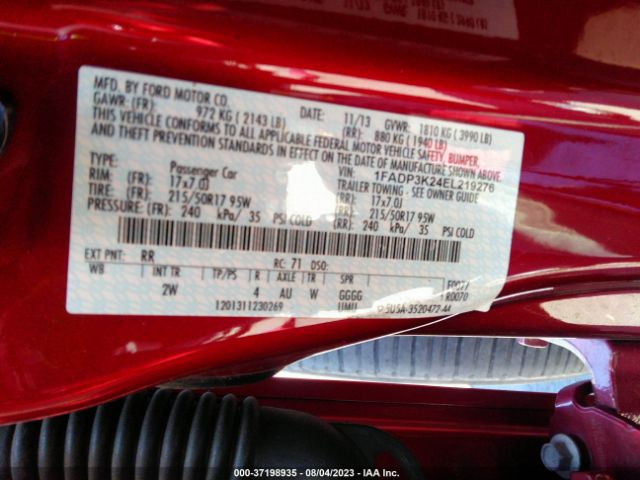 MFD. BY FORD MOTOR CO.
DATE: 11/13 GVWR: 1810 KG ( 3990 LB)
GAWR: (FR): 972 KG ( 2143 LB) (RR): 880 KG ( 1940 LB)
THIS VEHICLE CONFORMS TO ALL APPLICABLE FEDERAL MOTOR VEHICLE SAFETY, BUMPER,
AND THEFT PREVENTION STANDARDS IN EFFECT ON THE DATE OF MANUFACTURE SHOWN ABOVE.
VIN: 1FADP3K24EL219276
TYPE: Passenger Car TRAILER TOWING - SEE OWNER GUIDE
RIM: (FR) 17x7.0J (RR) 17x7.0J
TIRE: (FR) 215/50R17 95W (RR) 215/50R17 95W
PRESSURE: (FR) 240 kPa/ 35 PSI COLD (RR) 240 kPa/ 35 PSI COLD
EXT PNT: RR RC: 71 DSO:
WB INT TR TP/PS R AXLE TR SPR
2W 4 AU W GGGG
R0070
1201311230269
000-37198935 - 08/04/2023 - IAA Inc.